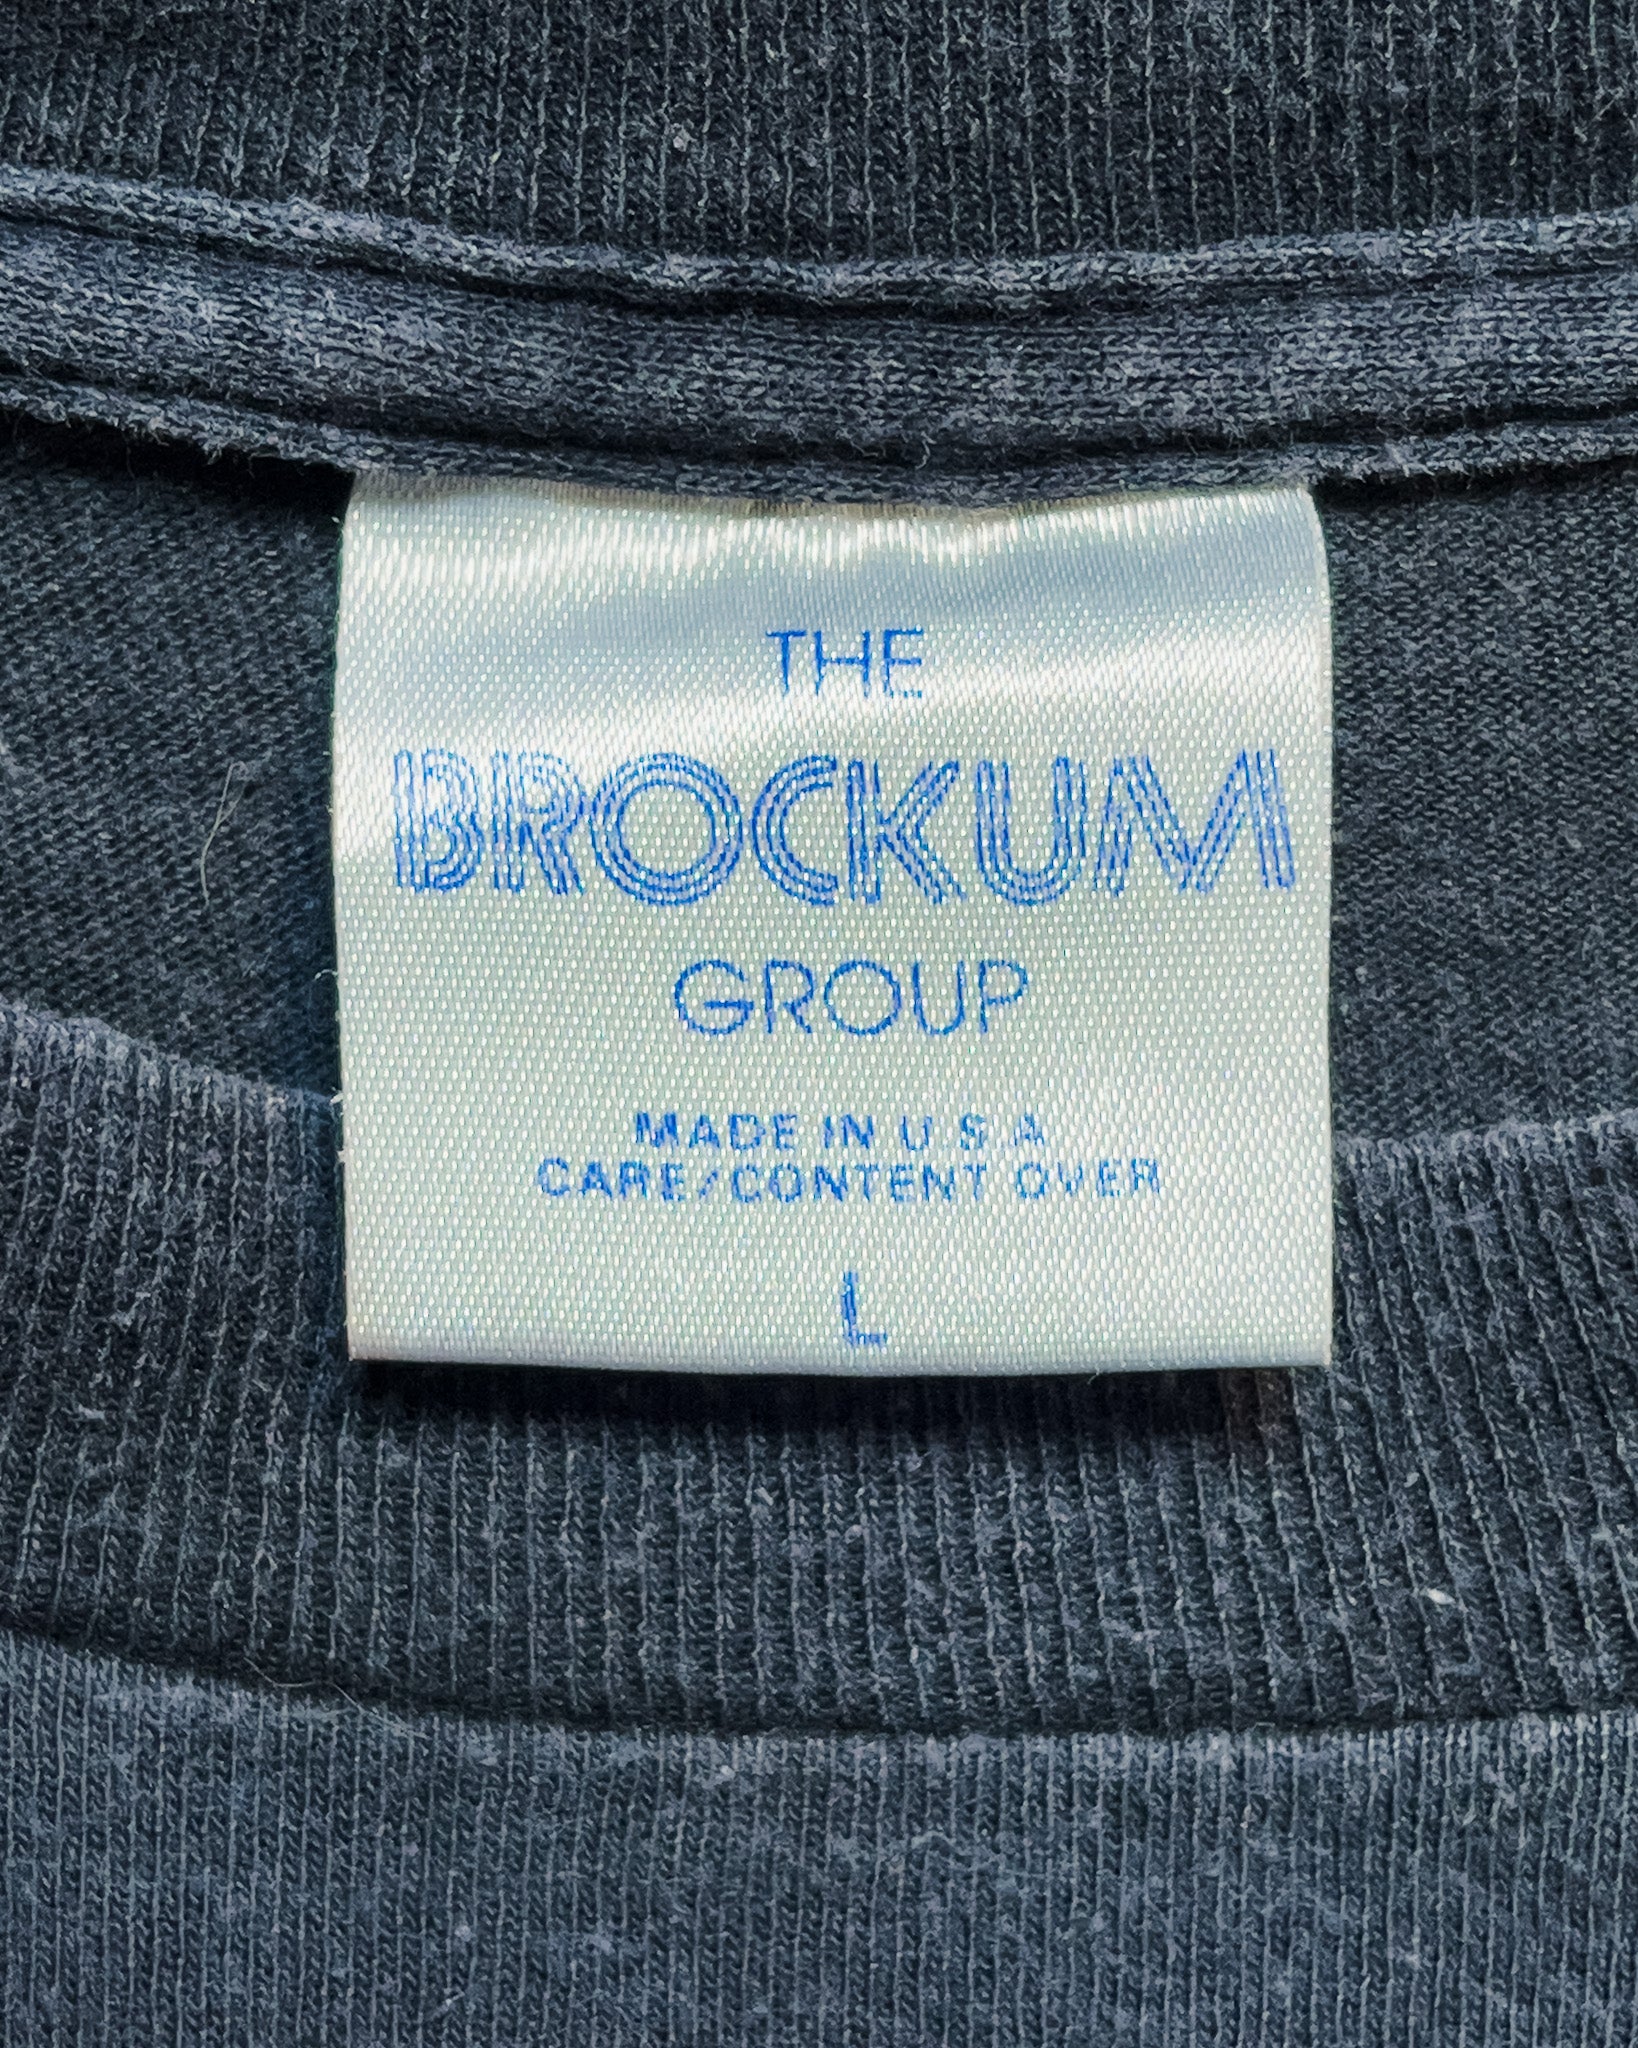 THE
BROCKUM
GROUP
MADE IN U.S.A
CARE/CONTENT OVER
L